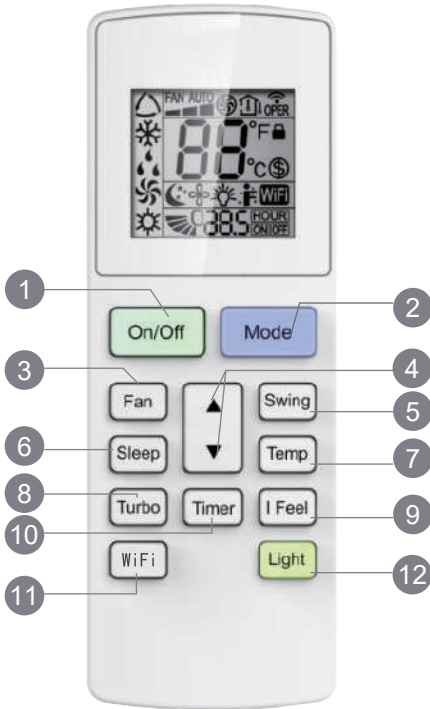 FAN AUTO OPER
88 °F
°C $
WiFi
38.5 HOUR
ON OFF
1
2
On/Off Mode
3 4
Fan ▲ Swing
5
6 Sleep ▼ Temp
7
8
Turbo Timer I Feel
9
10
WiFi Light
11
12